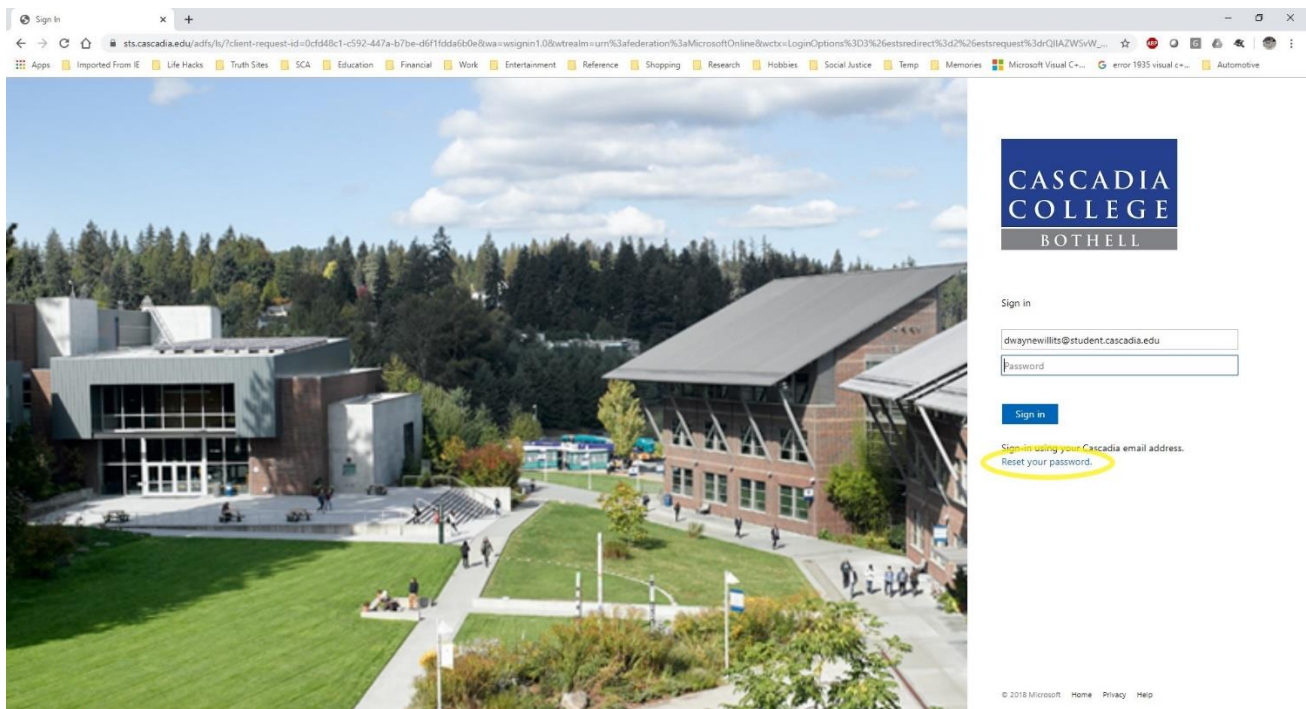 Sign In
sts.cascadia.edu/adfs/ls/?client-request-id=0cfd48c1-c592-447a-b7be-d6f1fdda6b0e&wa=wsignin1.0&wtrealm=urn%3afederation%3aMicrosoftOnline&wctx=LoginOptions%3D3%26estsredirect%3d2%26estsrequest%3drQIIAZWSvW_...
Apps Imported From IE Life Hacks Truth Sites SCA Education Financial Work Entertainment Reference Shopping Research Hobbies Social Justice Temp Memories Microsoft Visual C+... error 1935 visual c+... Automotive
CASCADIA
COLLEGE
BOTHELL
Sign in
dwaynewillits@student.cascadia.edu
Password
Sign in
Sign-in using your Cascadia email address.
Reset your password.
© 2018 Microsoft Home Privacy Help